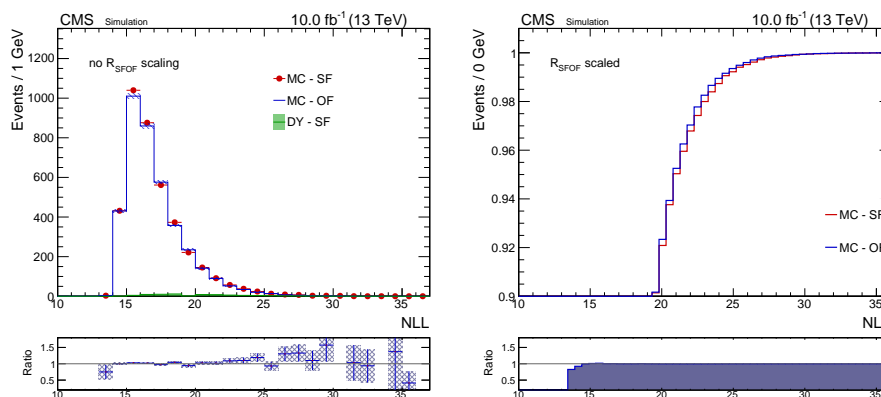 CMS Simulation 10.0 fb⁻¹ (13 TeV)
Events / 1 GeV
no R_SFOF scaling
MC - SF
MC - OF
DY - SF
1200
1000
800
600
400
200
0
10 15 20 25 30 35
NLL
Ratio
1.5
1
0.5
10 15 20 25 30 35
CMS Simulation 10.0 fb⁻¹ (13 TeV)
Events / 0 GeV
R_SFOF scaled
MC - SF
MC - OF
1
0.98
0.96
0.94
0.92
0.9
10 15 20 25 30 35
NLL
Ratio
1.5
1
0.5
10 15 20 25 30 35